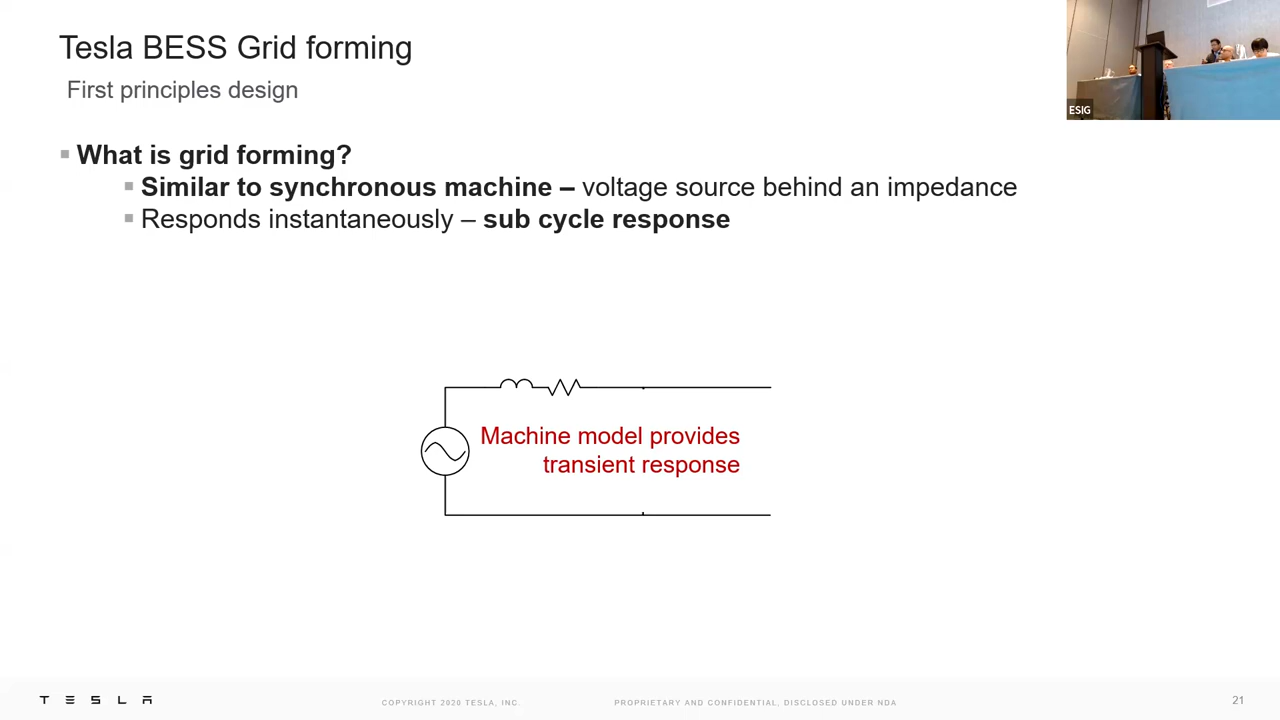 Tesla BESS Grid forming
First principles design
ESIG
What is grid forming?
Similar to synchronous machine – voltage source behind an impedance
Responds instantaneously – sub cycle response
Machine model provides
transient response
TESLA
COPYRIGHT 2020 TESLA, INC.
PROPRIETARY AND CONFIDENTIAL, DISCLOSED UNDER NDA
21